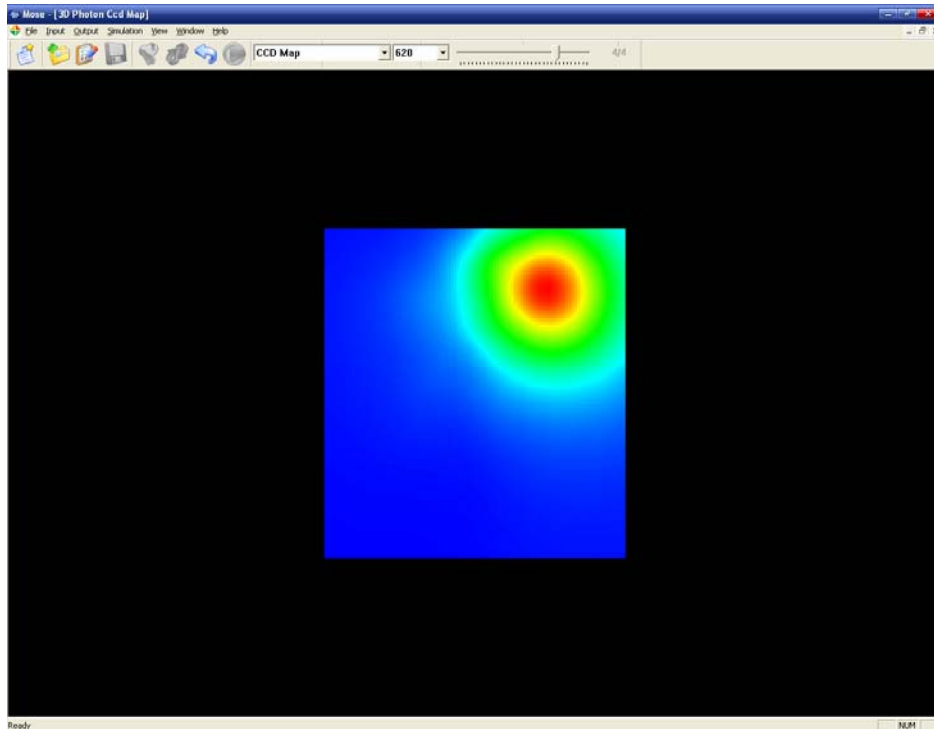 Mose - [3D Photon Ccd Map]
File Input Output Simulation View Window Help
CCD Map 620 4/4
Ready NUM